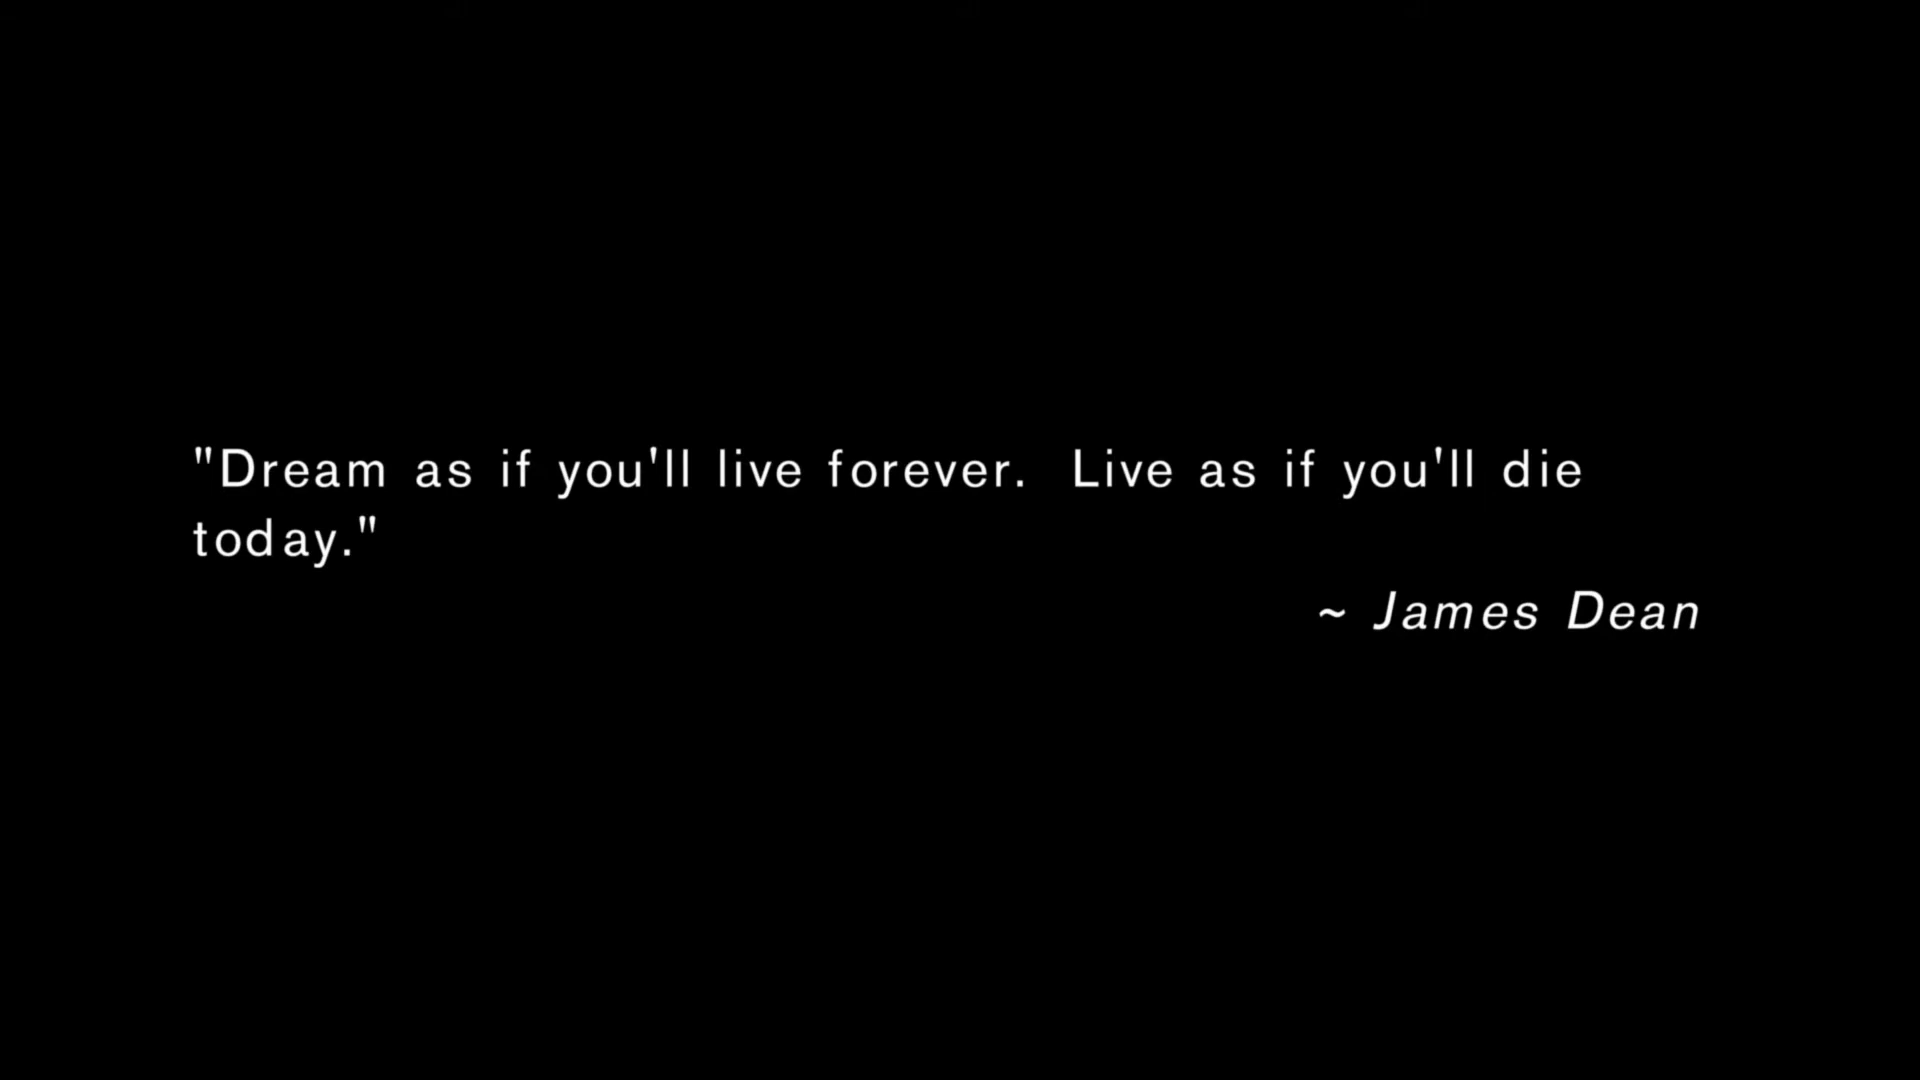 "Dream as if you'll live forever.  Live as if you'll die
today."
~ James Dean